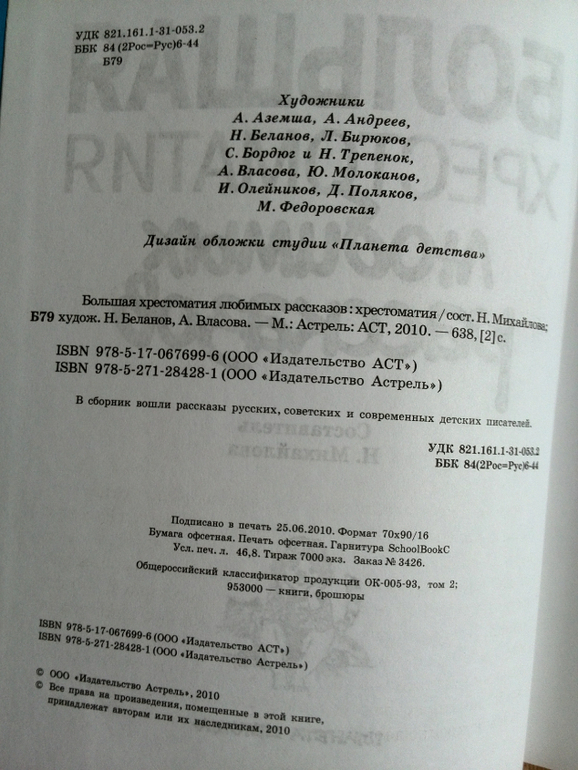 УДК 821.161.1-31-053.2
ББК 84 (2Рос=Рус)6-44
Б79
Художники
А. Аземша, А. Андреев,
Н. Беланов, Л. Бирюков,
С. Бордюг и Н. Трепенок,
А. Власова, Ю. Молоканов,
И. Олейников, Д. Поляков,
М. Федоровская
Дизайн обложки студии «Планета детства»
Большая хрестоматия любимых рассказов : хрестоматия / сост. Н. Михайлова;
Б79 худож. Н. Беланов, А. Власова. — М.: Астрель: АСТ, 2010. — 638, [2] с.
ISBN 978-5-17-067699-6 (ООО «Издательство АСТ»)
ISBN 978-5-271-28428-1 (ООО «Издательство Астрель»)
В сборник вошли рассказы русских, советских и современных детских писателей.
УДК 821.161.1-31-053.2
ББК 84(2Рос=Рус)6-44
Подписано в печать 25.06.2010. Формат 70х90/16
Бумага офсетная. Печать офсетная. Гарнитура SchoolBookC
Усл. печ. л. 46,8. Тираж 7000 экз. Заказ № 3426.
Общероссийский классификатор продукции ОК-005-93, том 2;
953000 — книги, брошюры
ISBN 978-5-17-067699-6 (ООО «Издательство АСТ»)
ISBN 978-5-271-28428-1 (ООО «Издательство Астрель»)
© ООО «Издательство Астрель», 2010
© Все права на произведения, помещенные в этой книге,
принадлежат авторам или их наследникам, 2010